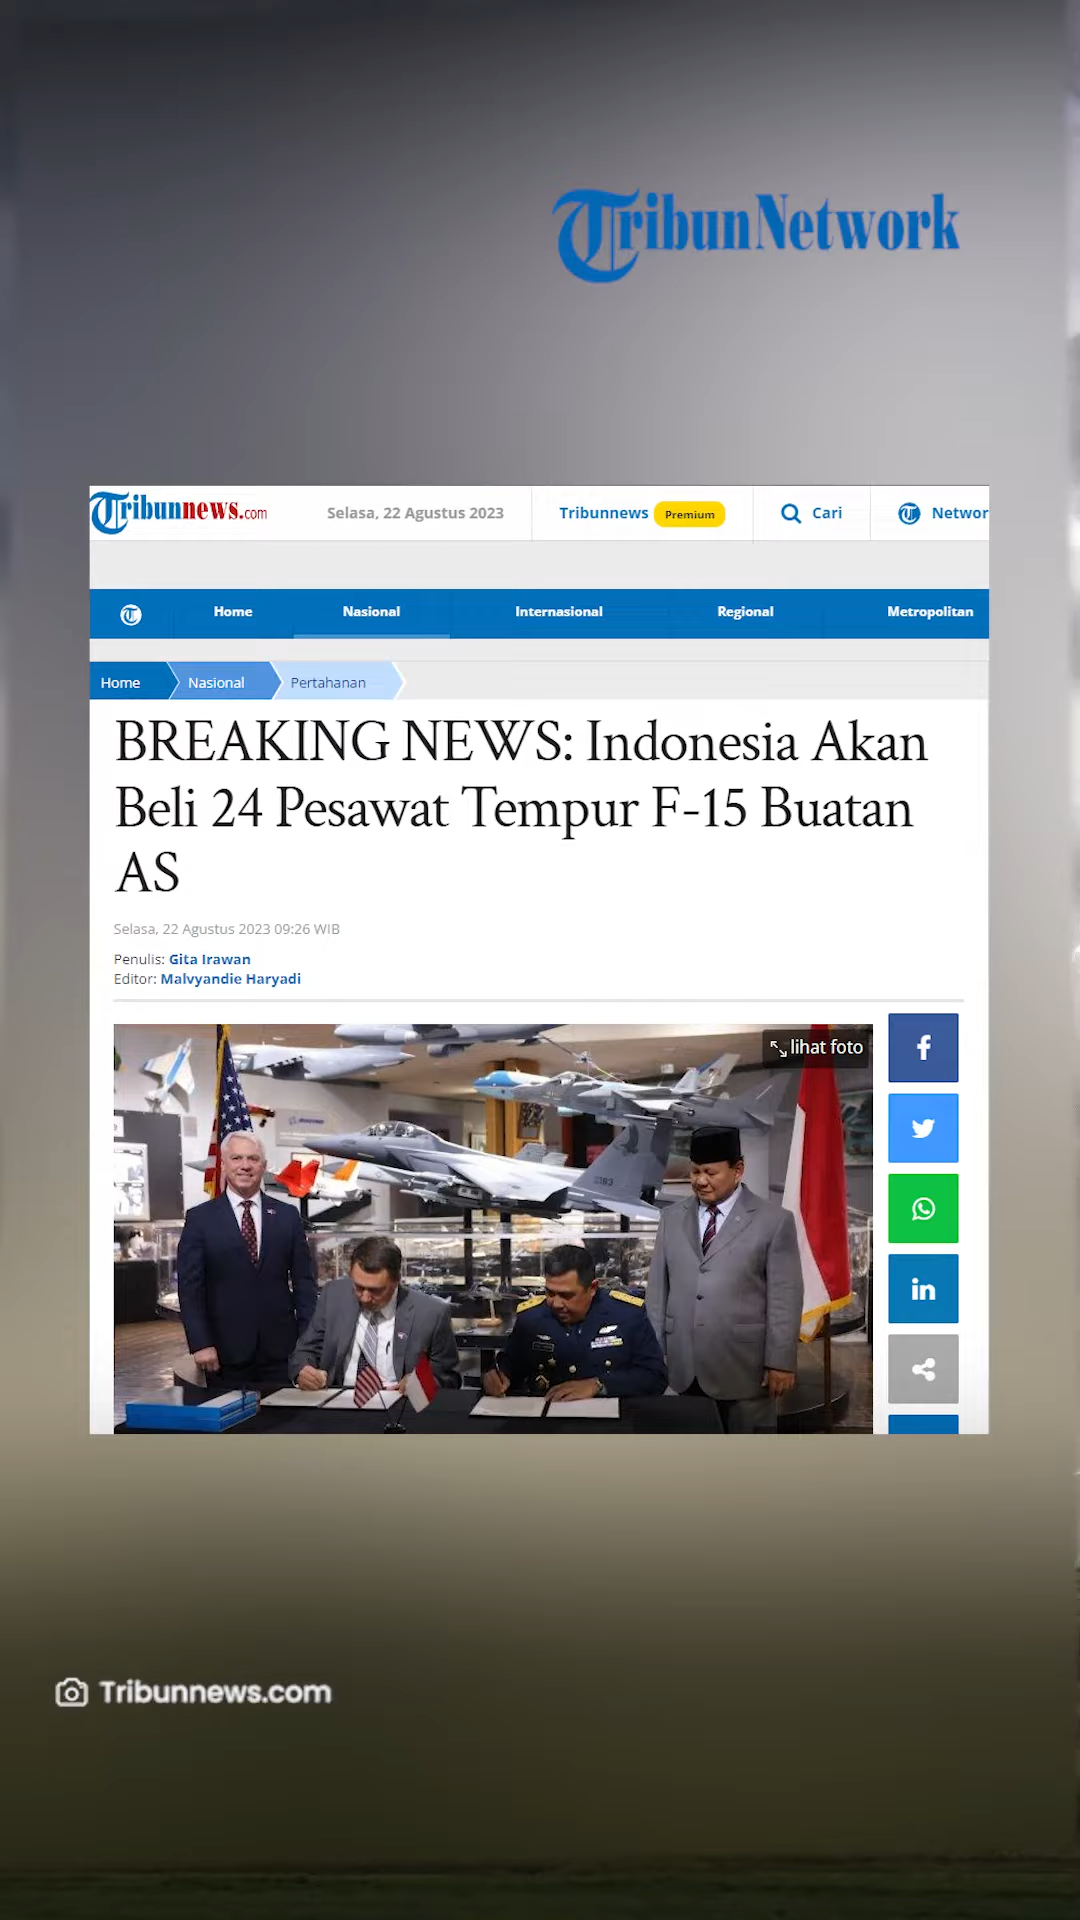 TribunNetwork
Tribunnews.com
Selasa, 22 Agustus 2023
Tribunnews Premium
Cari
Networ
Home
Nasional
Internasional
Regional
Metropolitan
Home
Nasional
Pertahanan
BREAKING NEWS: Indonesia Akan
Beli 24 Pesawat Tempur F-15 Buatan
AS
Selasa, 22 Agustus 2023 09:26 WIB
Penulis: Gita Irawan
Editor: Malvyandie Haryadi
lihat foto
Tribunnews.com